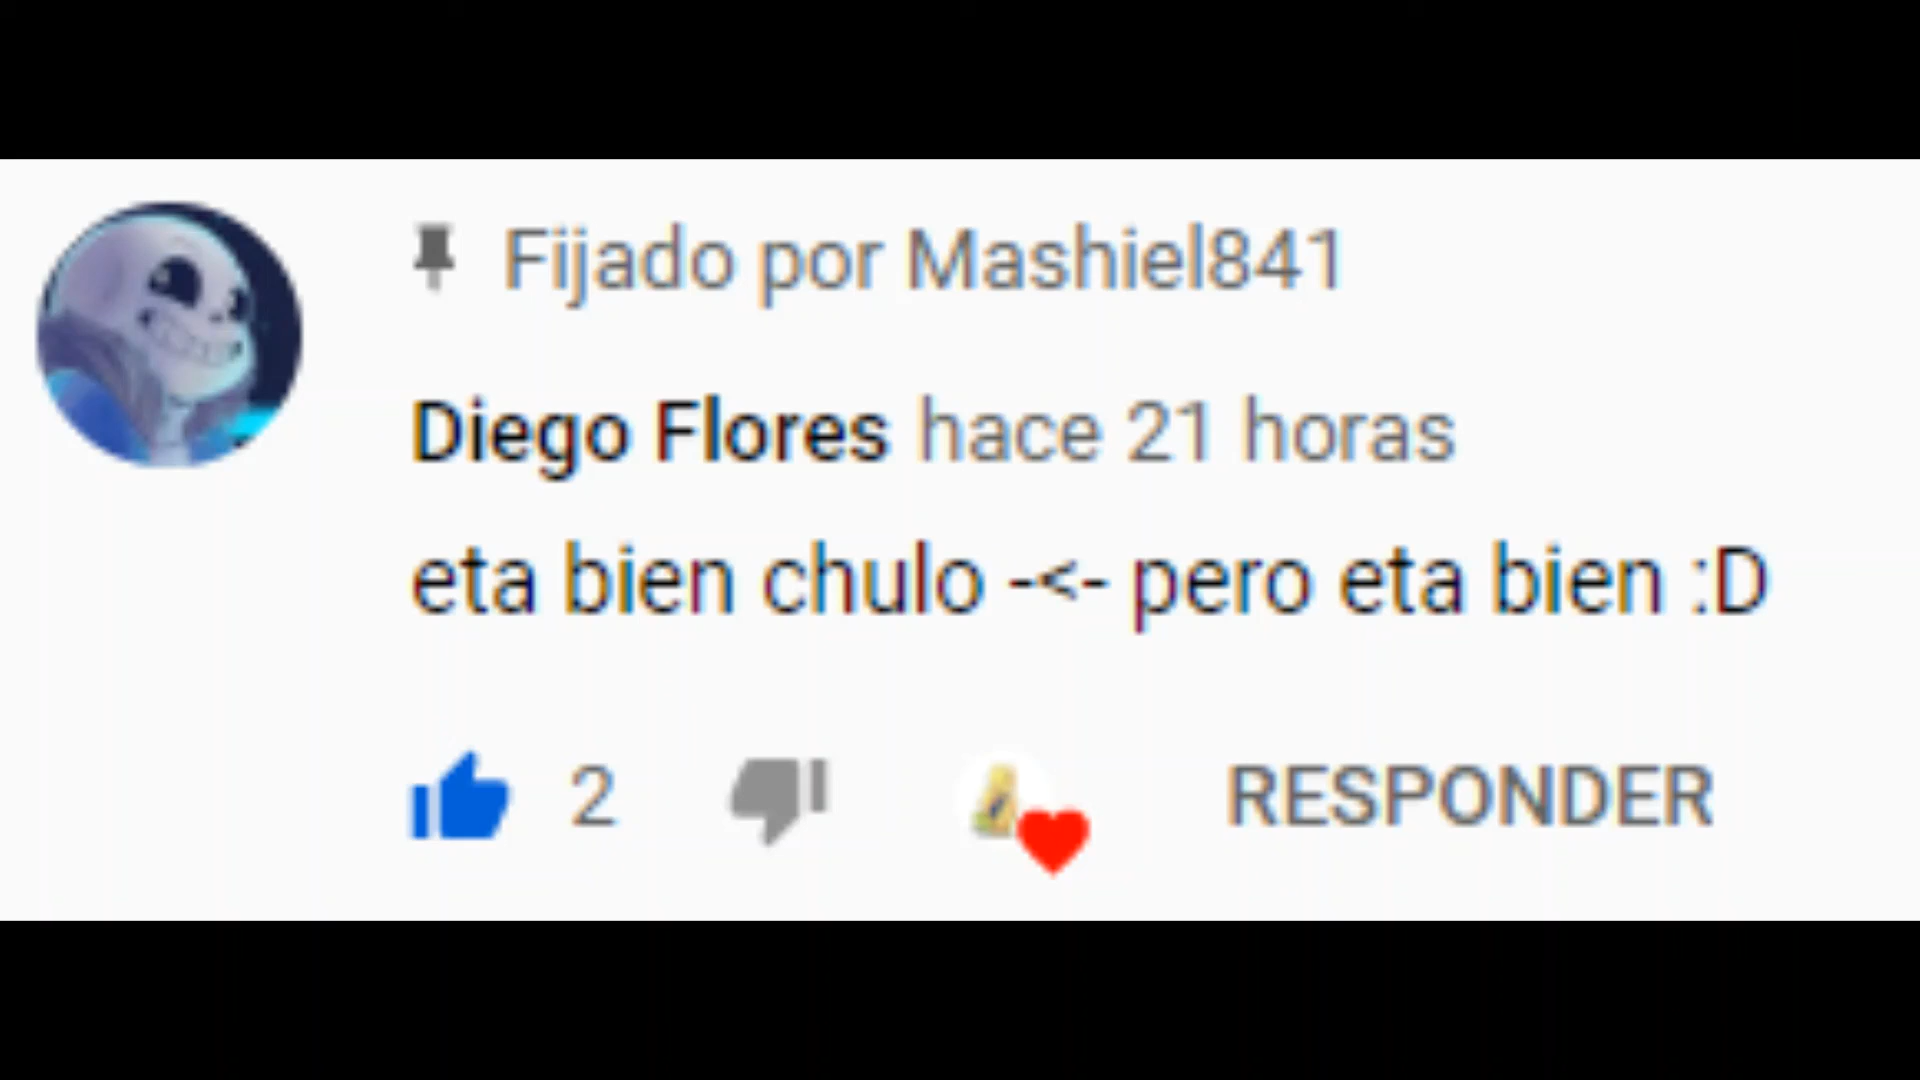 Fijado por Mashiel841
Diego Flores hace 21 horas
eta bien chulo -<- pero eta bien :D
2 RESPONDER